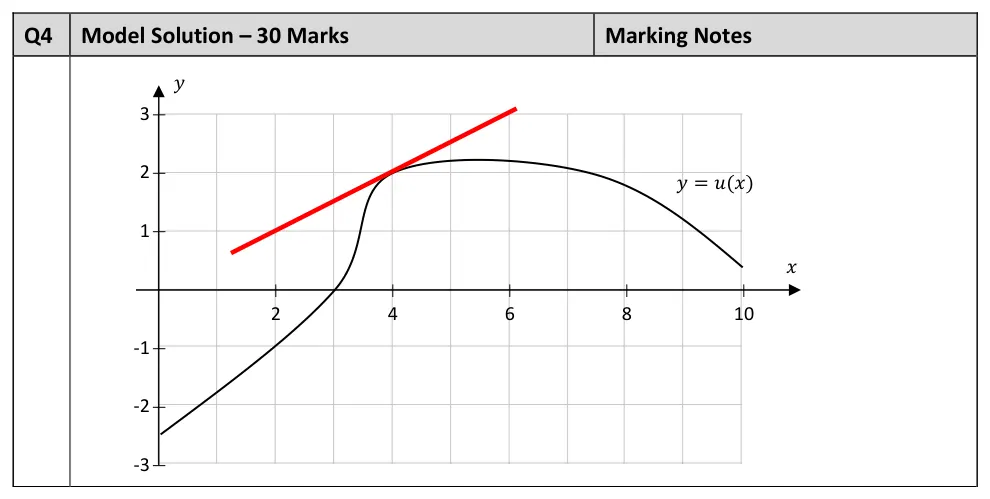 Q4 Model Solution – 30 Marks Marking Notes
y
3
2
y = u(x)
1
x
2 4 6 8 10
-1
-2
-3